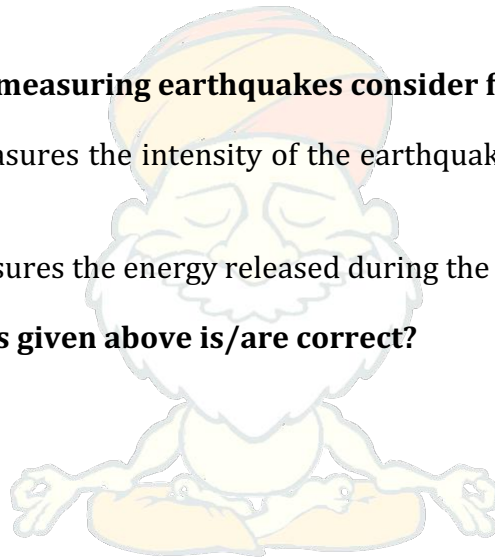 measuring earthquakes consider f
asures the intensity of the earthquak
sures the energy released during the
s given above is/are correct?